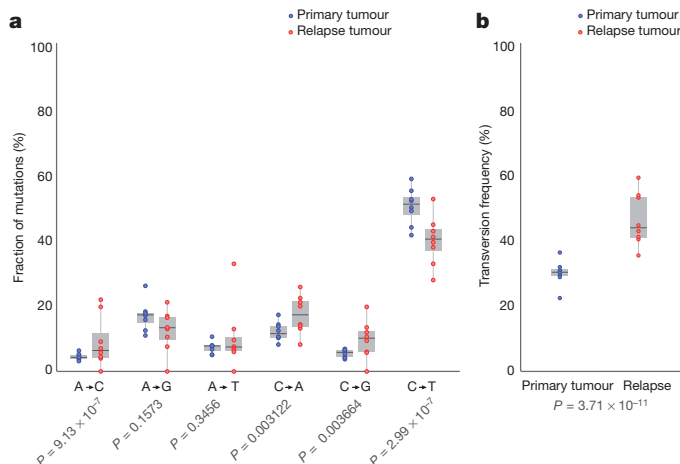 a
Primary tumour
Relapse tumour
Fraction of mutations (%)
100
80
60
40
20
0
A→C
A→G
A→T
C→A
C→G
C→T
P = 9.13 × 10⁻⁷
P = 0.1573
P = 0.3456
P = 0.003122
P = 0.003664
P = 2.99 × 10⁻⁷
b
Primary tumour
Relapse tumour
Transversion frequency (%)
100
80
60
40
20
0
Primary tumour Relapse
P = 3.71 × 10⁻¹¹